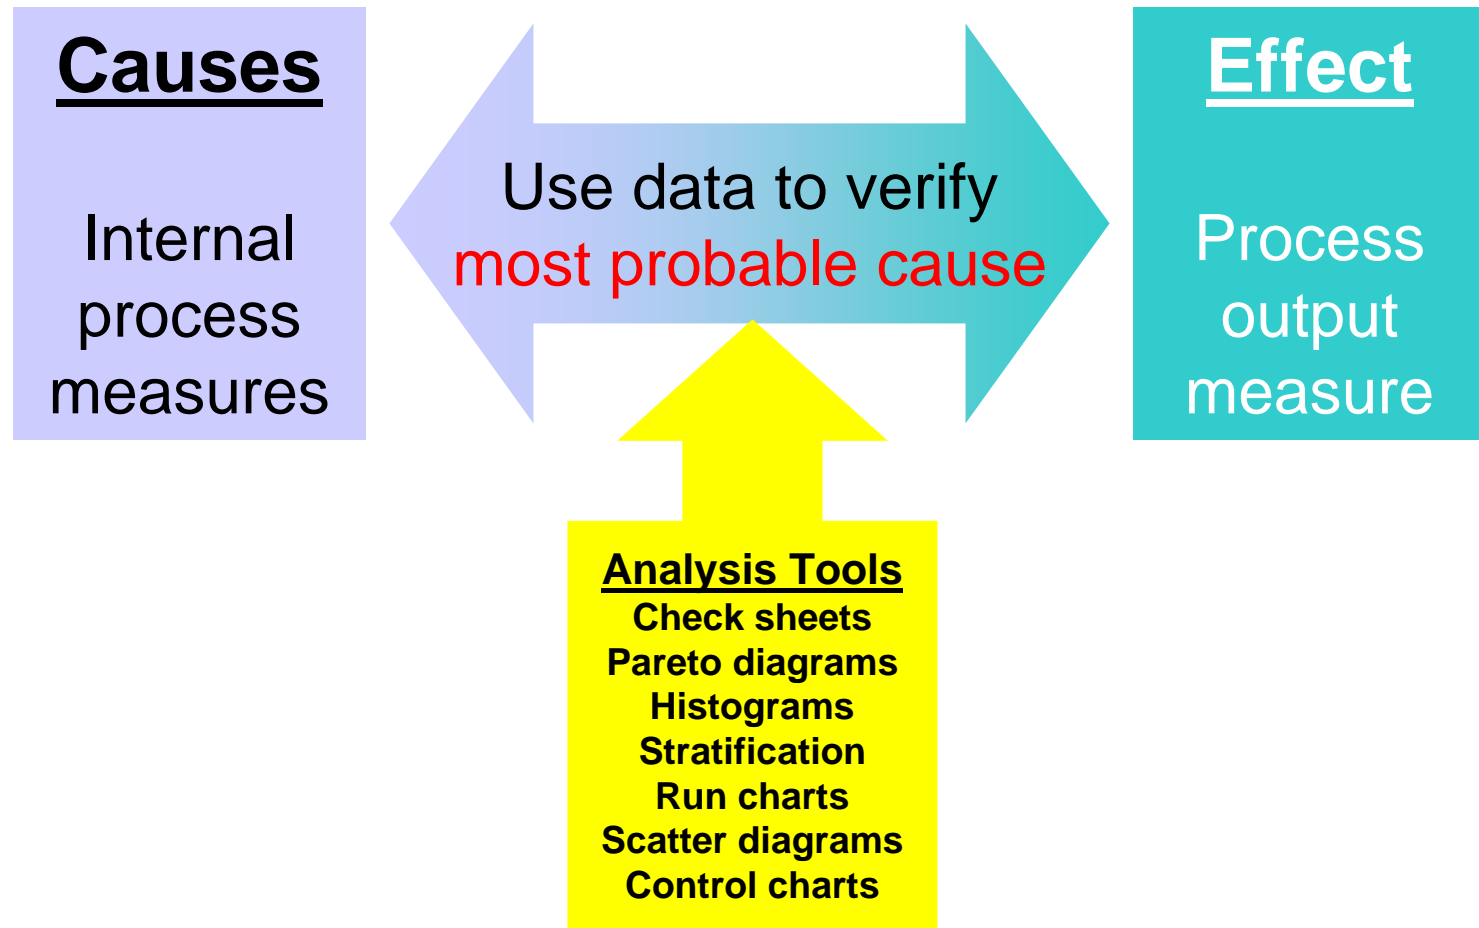 Causes
Internal
process
measures
Use data to verify
most probable cause
Effect
Process
output
measure
Analysis Tools
Check sheets
Pareto diagrams
Histograms
Stratification
Run charts
Scatter diagrams
Control charts